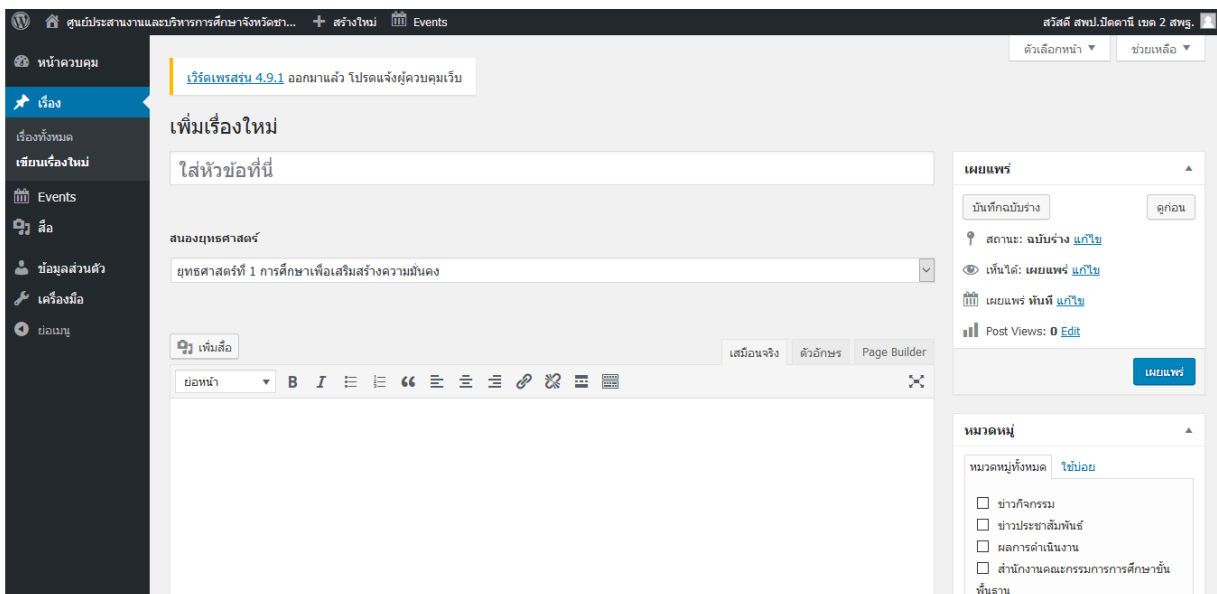 ศูนย์ประสานงานและบริหารการศึกษาจังหวัดชา... สร้างใหม่ Events สวัสดี สพป.ปัตตานี เขต 2 สพฐ.
ตัวเลือกหน้า ช่วยเหลือ
หน้าควบคุม
เรื่อง
เรื่องทั้งหมด
เขียนเรื่องใหม่
Events
สื่อ
ข้อมูลส่วนตัว
เครื่องมือ
ย่อเมนู
เวิร์ดเพรสรุ่น 4.9.1 ออกมาแล้ว โปรดแจ้งผู้ควบคุมเว็บ
เพิ่มเรื่องใหม่
ใส่หัวข้อที่นี่
สนองยุทธศาสตร์
ยุทธศาสตร์ที่ 1 การศึกษาเพื่อเสริมสร้างความมั่นคง
เพิ่มสื่อ
เสมือนจริง ตัวอักษร Page Builder
ย่อหน้า B I
เผยแพร่
บันทึกฉบับร่าง ดูก่อน
สถานะ: ฉบับร่าง แก้ไข
เห็นได้: เผยแพร่ แก้ไข
เผยแพร่ ทันที แก้ไข
Post Views: 0 Edit
เผยแพร่
หมวดหมู่
หมวดหมู่ทั้งหมด ใช้บ่อย
ข่าวกิจกรรม
ข่าวประชาสัมพันธ์
ผลการดำเนินงาน
สำนักงานคณะกรรมการการศึกษาขั้น
พื้นฐาน